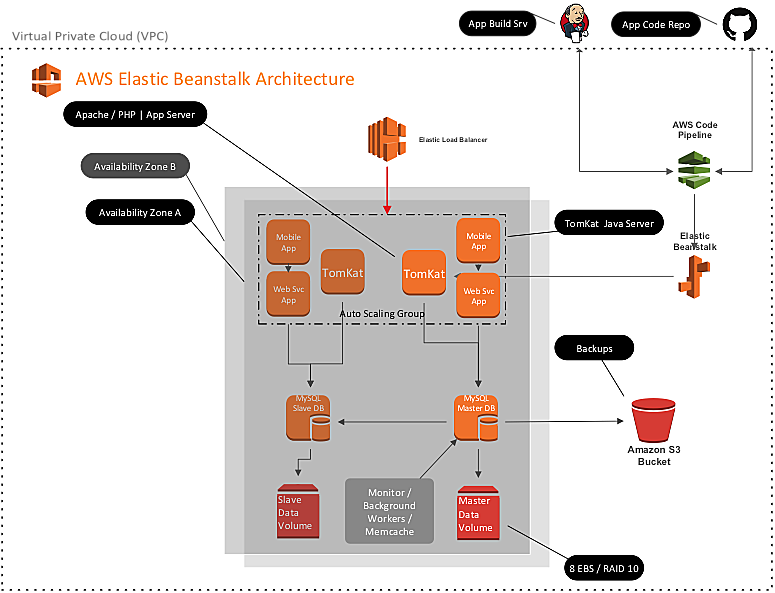 App Build Srv
App Code Repo
Virtual Private Cloud (VPC)
AWS Elastic Beanstalk Architecture
Apache / PHP | App Server
AWS Code
Pipeline
Elastic Load Balancer
Availability Zone B
Availability Zone A
TomKat  Java Server
Mobile
App
Mobile
App
Elastic
Beanstalk
TomKat
TomKat
Web Svc
App
Web Svc
App
Auto Scaling Group
Backups
MySQL
Slave DB
MySQL
Master DB
Amazon S3
Bucket
Slave
Data
Volume
Monitor /
Background
Workers /
Memcache
Master
Data
Volume
8 EBS / RAID 10